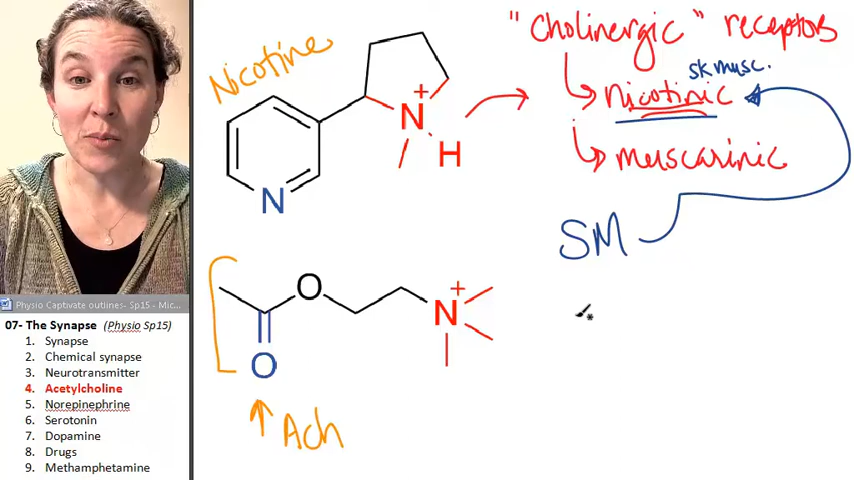 "cholinergic" receptors
sk musc.
Nicotine
nicotinic
N
+
H
muscarinic
N
SM
O
N
+
O
Ach
Physio Captivate outlines- Sp15 - Mic...
07- The Synapse (Physio Sp15)
1. Synapse
2. Chemical synapse
3. Neurotransmitter
4. Acetylcholine
5. Norepinephrine
6. Serotonin
7. Dopamine
8. Drugs
9. Methamphetamine